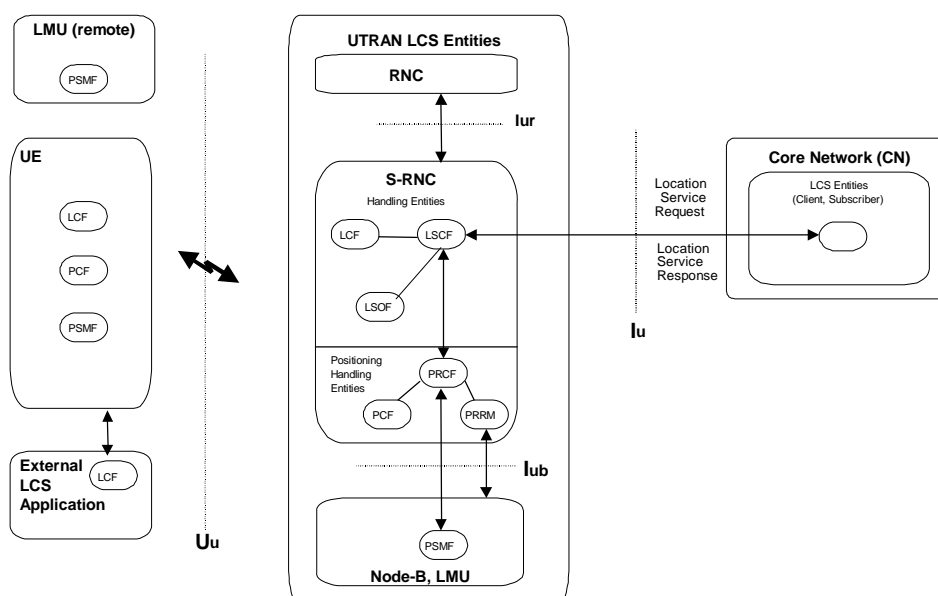 LMU (remote)
PSMF
UE
LCF
PCF
PSMF
External
LCS
Application
LCF
Uu
UTRAN LCS Entities
RNC
Iur
S-RNC
Handling Entities
LCF
LSCF
LSOF
Positioning
Handling
Entities
PRCF
PCF
PRRM
Iub
PSMF
Node-B, LMU
Location
Service
Request
Location
Service
Response
Iu
Core Network (CN)
LCS Entities
(Client, Subscriber)